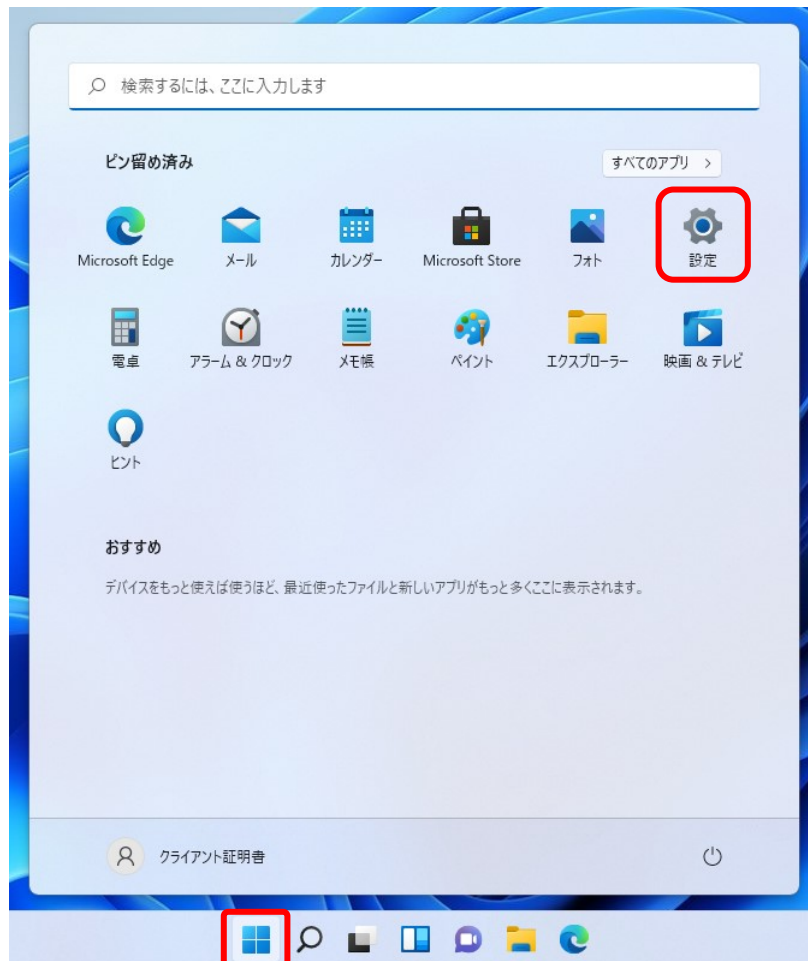 検索するには、ここに入力します
ピン留め済み
すべてのアプリ >
Microsoft Edge
メール
カレンダー
Microsoft Store
フォト
設定
電卓
アラーム & クロック
メモ帳
ペイント
エクスプローラー
映画 & テレビ
ヒント
おすすめ
デバイスをもっと使えば使うほど、最近使ったファイルと新しいアプリがもっと多くここに表示されます。
クライアント証明書